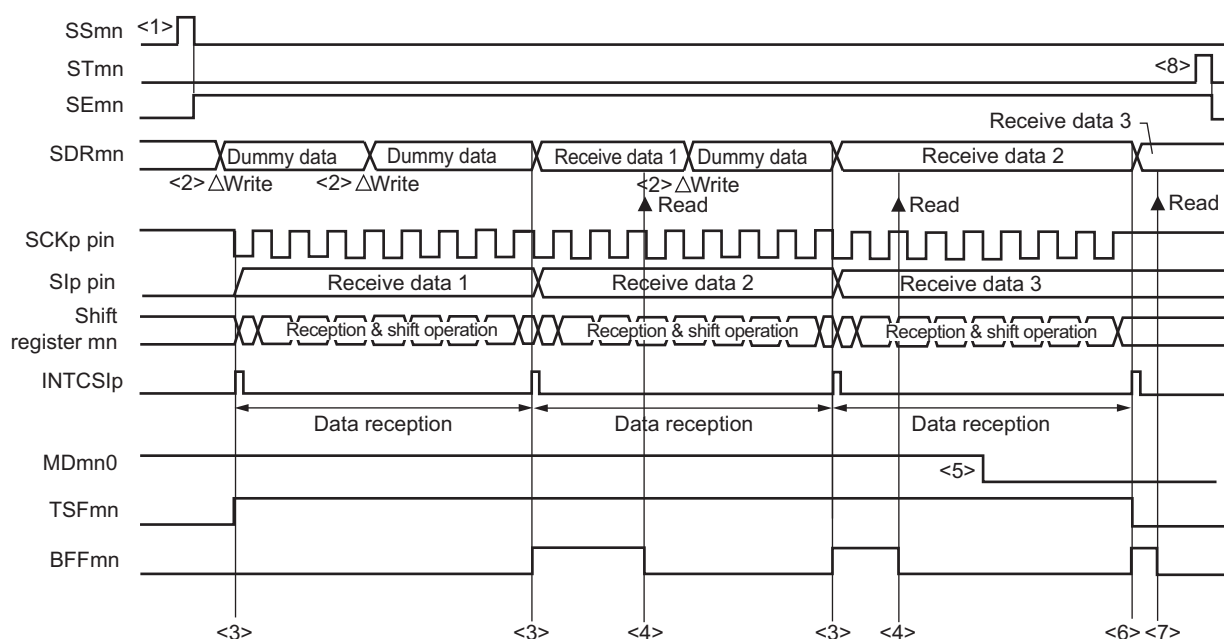 SSmn <1>
STmn <8>
SEmn
Receive data 3
SDRmn Dummy data Dummy data Receive data 1 Dummy data Receive data 2
<2> △Write <2> △Write <2> △Write
▲ Read ▲ Read ▲ Read
SCKp pin
SIp pin Receive data 1 Receive data 2 Receive data 3
Shift
register mn Reception & shift operation Reception & shift operation Reception & shift operation
INTCSIp
Data reception Data reception Data reception
MDmn0 <5>
TSFmn
BFFmn
<3> <3> <4> <3> <4> <6> <7>